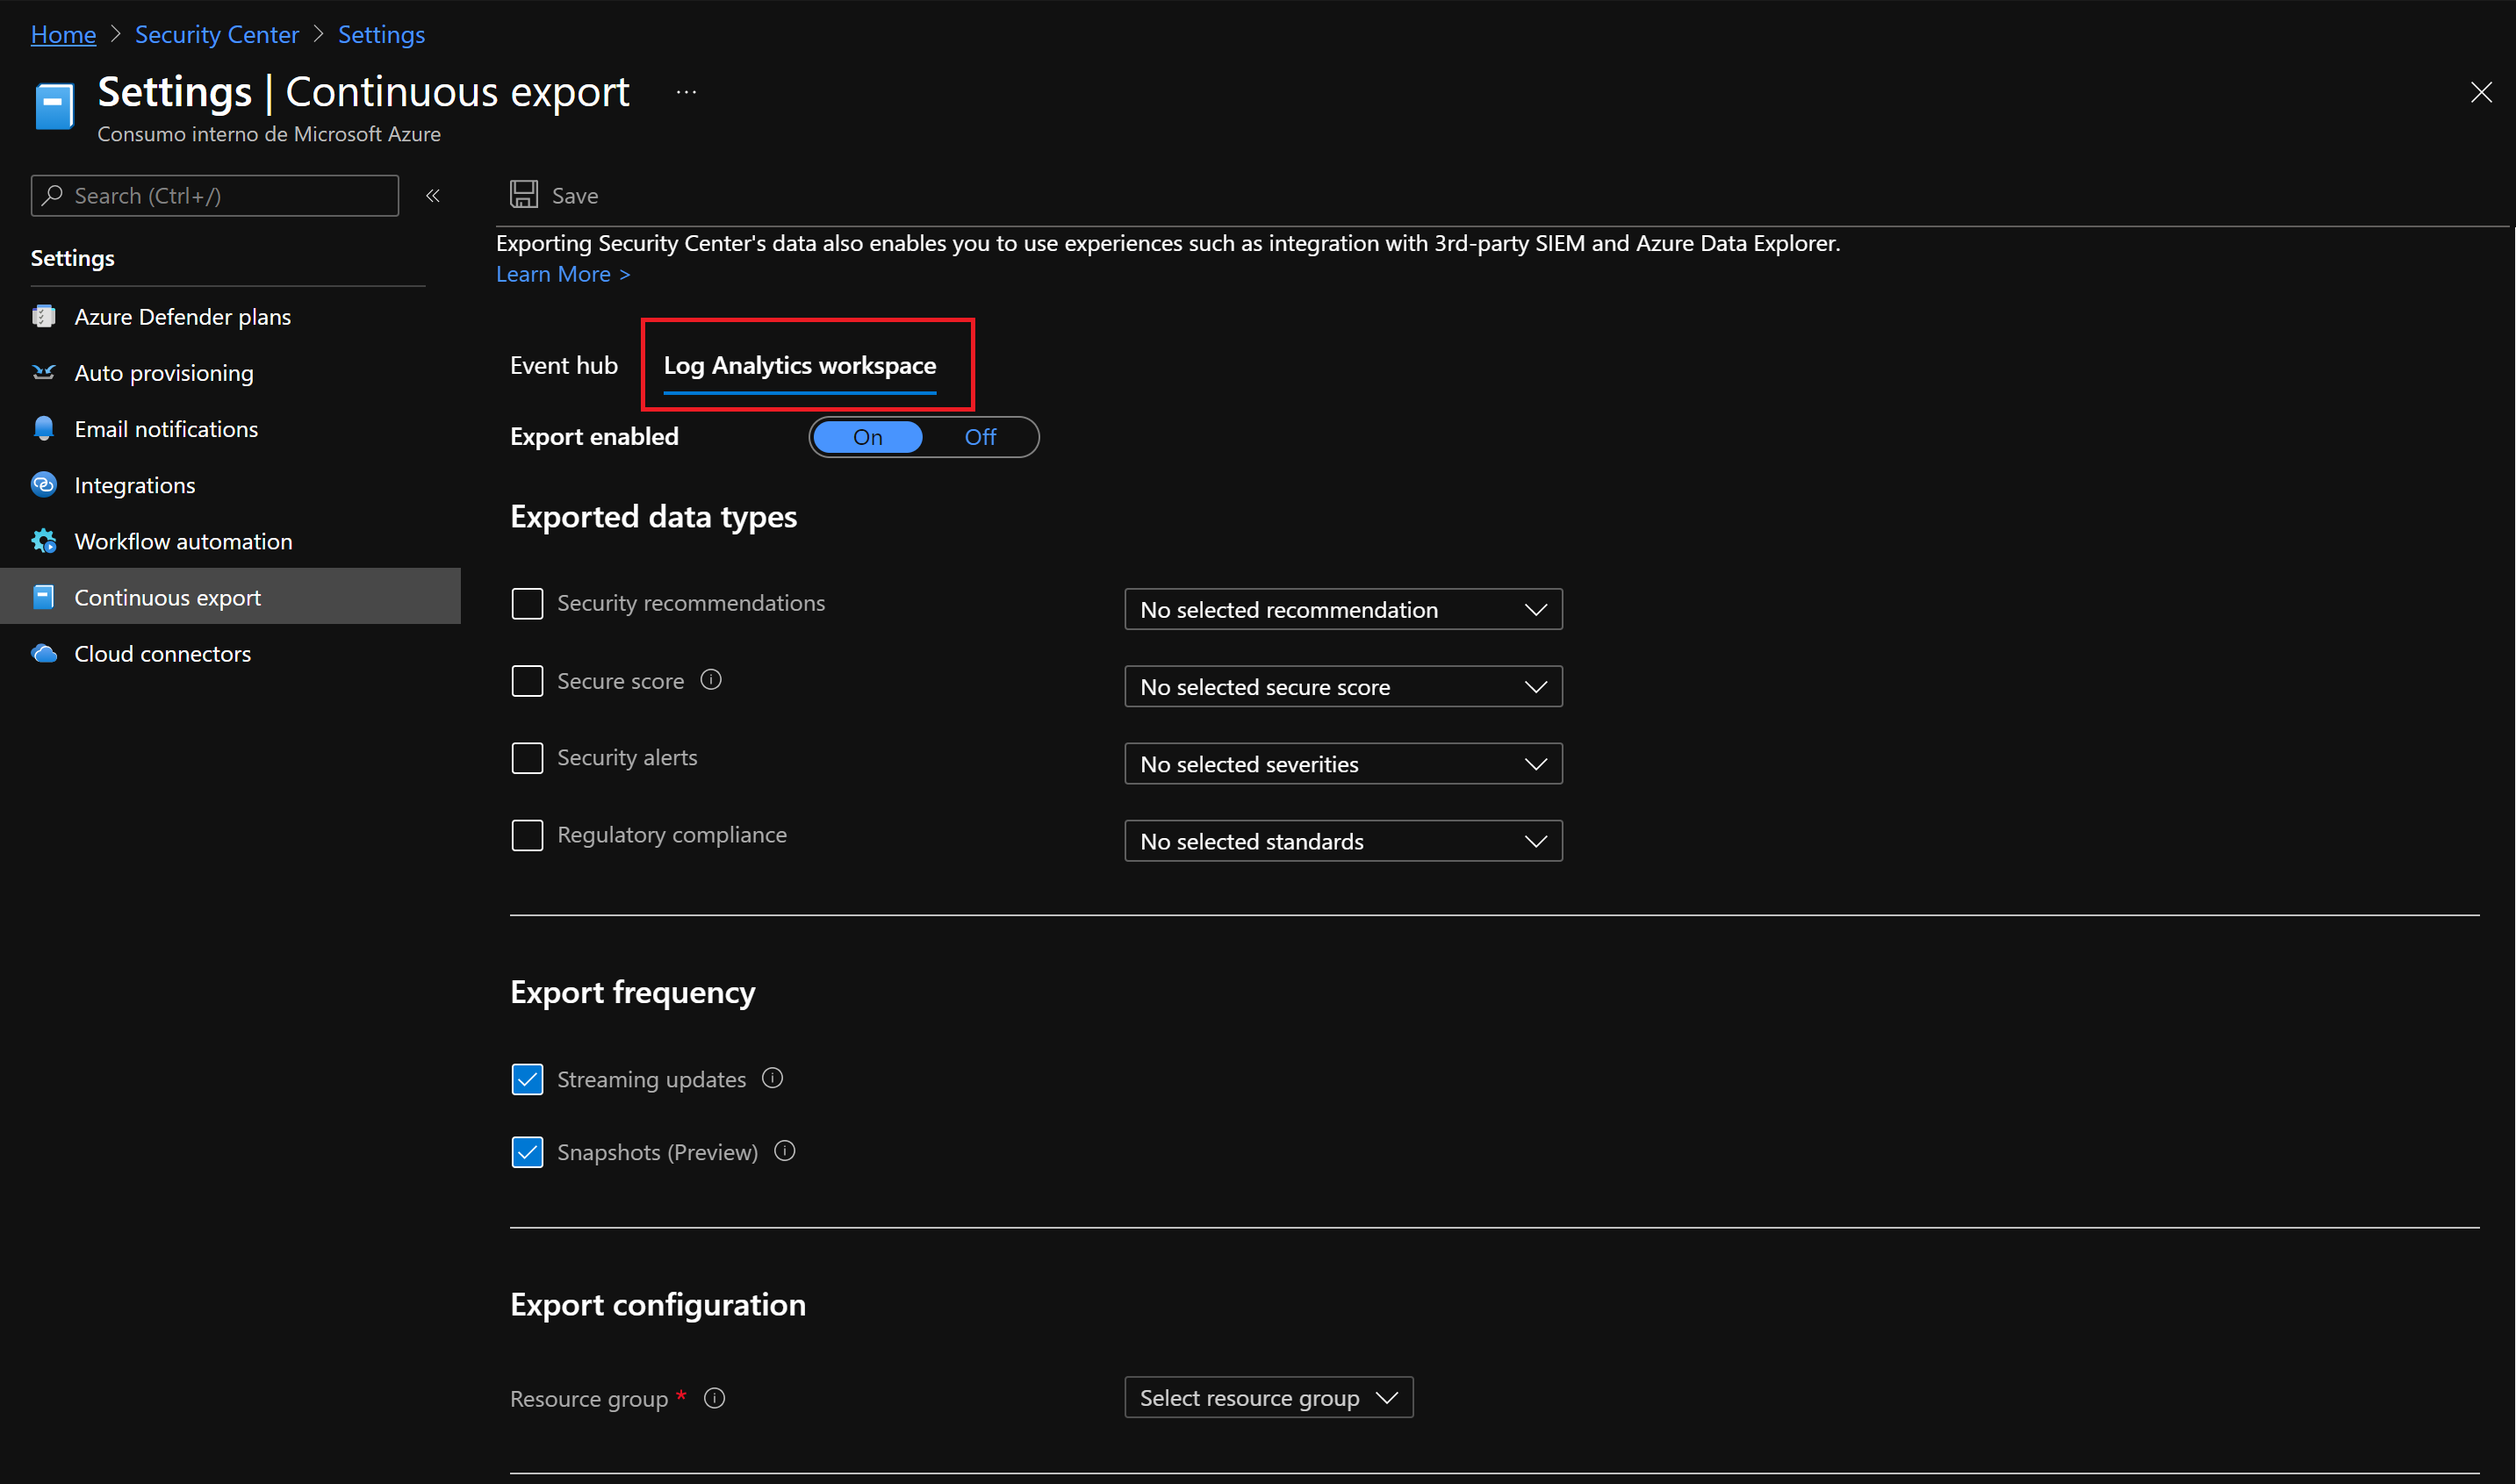 Home > Security Center > Settings
Settings | Continuous export ...
Consumo interno de Microsoft Azure
Search (Ctrl+/)
«
Settings
Azure Defender plans
Auto provisioning
Email notifications
Integrations
Workflow automation
Continuous export
Cloud connectors
Save
Exporting Security Center's data also enables you to use experiences such as integration with 3rd-party SIEM and Azure Data Explorer.
Learn More >
Event hub Log Analytics workspace
Export enabled On Off
Exported data types
Security recommendations No selected recommendation
Secure score No selected secure score
Security alerts No selected severities
Regulatory compliance No selected standards
Export frequency
Streaming updates
Snapshots (Preview)
Export configuration
Resource group * Select resource group